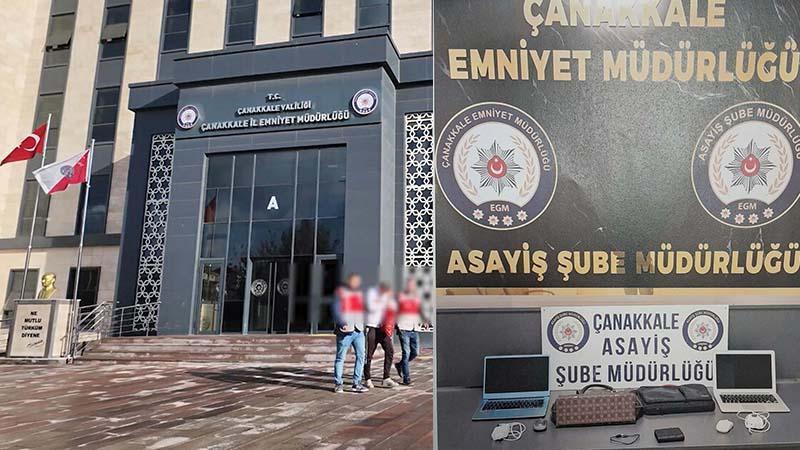 T.C.
ÇANAKKALE VALİLİĞİ
ÇANAKKALE İL EMNİYET MÜDÜRLÜĞÜ
A
NE
MUTLU
TÜRKÜM
DİYENE
ÇANAKKALE
EMNİYET MÜDÜRLÜĞÜ
ÇANAKKALE EMNİYET MÜDÜRLÜĞÜ
EGM
ASAYİŞ ŞUBE MÜDÜRLÜĞÜ
EGM
ASAYİŞ ŞUBE MÜDÜRLÜĞÜ
ÇANAKKALE
ASAYİŞ
ŞUBE MÜDÜRLÜĞÜ